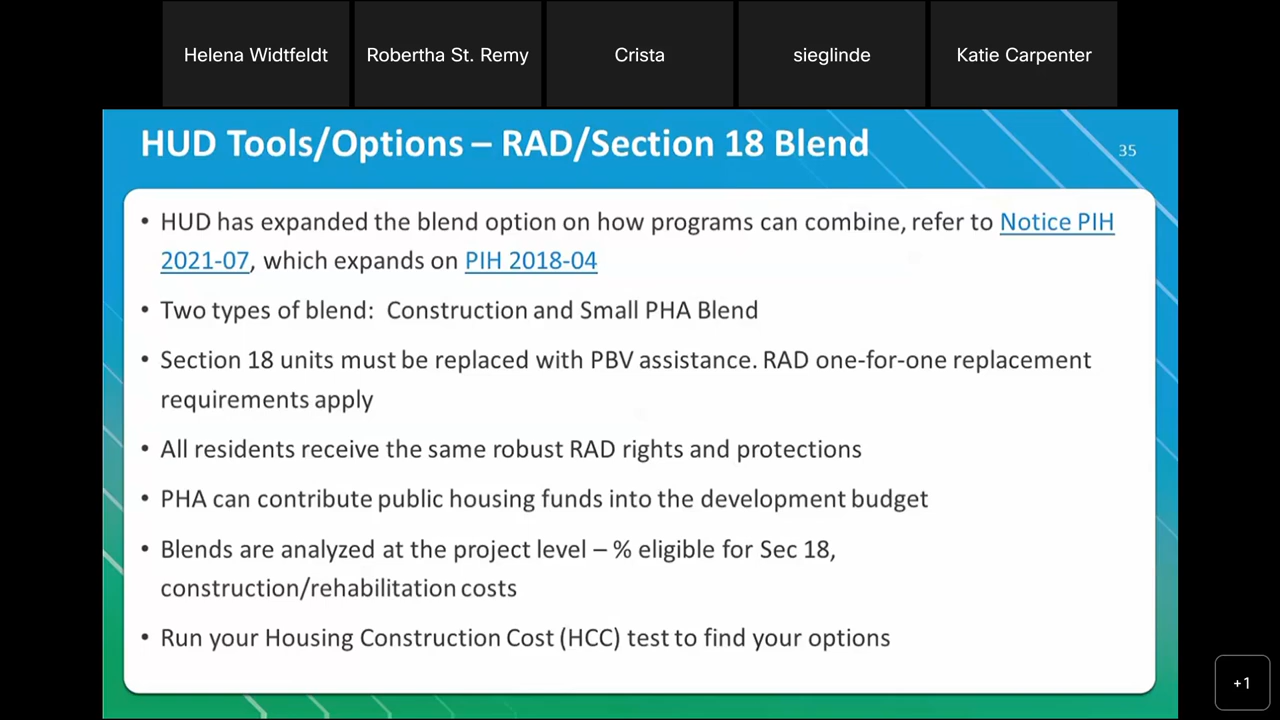 Helena Widtfeldt
Robertha St. Remy
Crista
sieglinde
Katie Carpenter
HUD Tools/Options – RAD/Section 18 Blend
35
• HUD has expanded the blend option on how programs can combine, refer to Notice PIH
2021-07, which expands on PIH 2018-04
• Two types of blend:  Construction and Small PHA Blend
• Section 18 units must be replaced with PBV assistance. RAD one-for-one replacement
requirements apply
• All residents receive the same robust RAD rights and protections
• PHA can contribute public housing funds into the development budget
• Blends are analyzed at the project level – % eligible for Sec 18,
construction/rehabilitation costs
• Run your Housing Construction Cost (HCC) test to find your options
+1